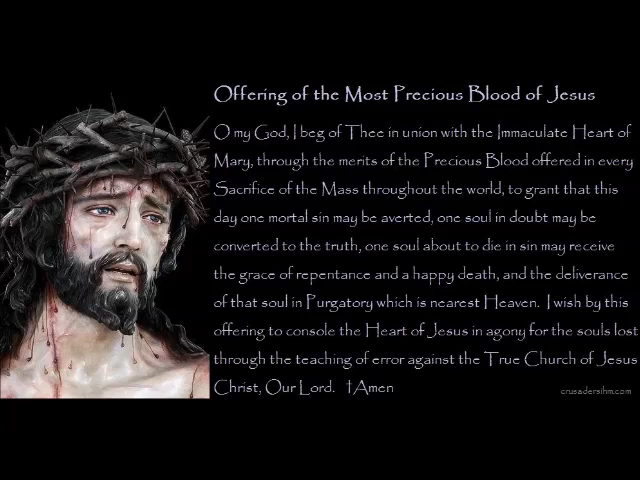 Offering of the Most Precious Blood of Jesus
O my God, I beg of Thee in union with the Immaculate Heart of
Mary, through the merits of the Precious Blood offered in every
Sacrifice of the Mass throughout the world, to grant that this
day one mortal sin may be averted, one soul in doubt may be
converted to the truth, one soul about to die in sin may receive
the grace of repentance and a happy death, and the deliverance
of that soul in Purgatory which is nearest Heaven. I wish by this
offering to console the Heart of Jesus in agony for the souls lost
through the teaching of error against the True Church of Jesus
Christ, Our Lord. †Amen
crusadersihm.com